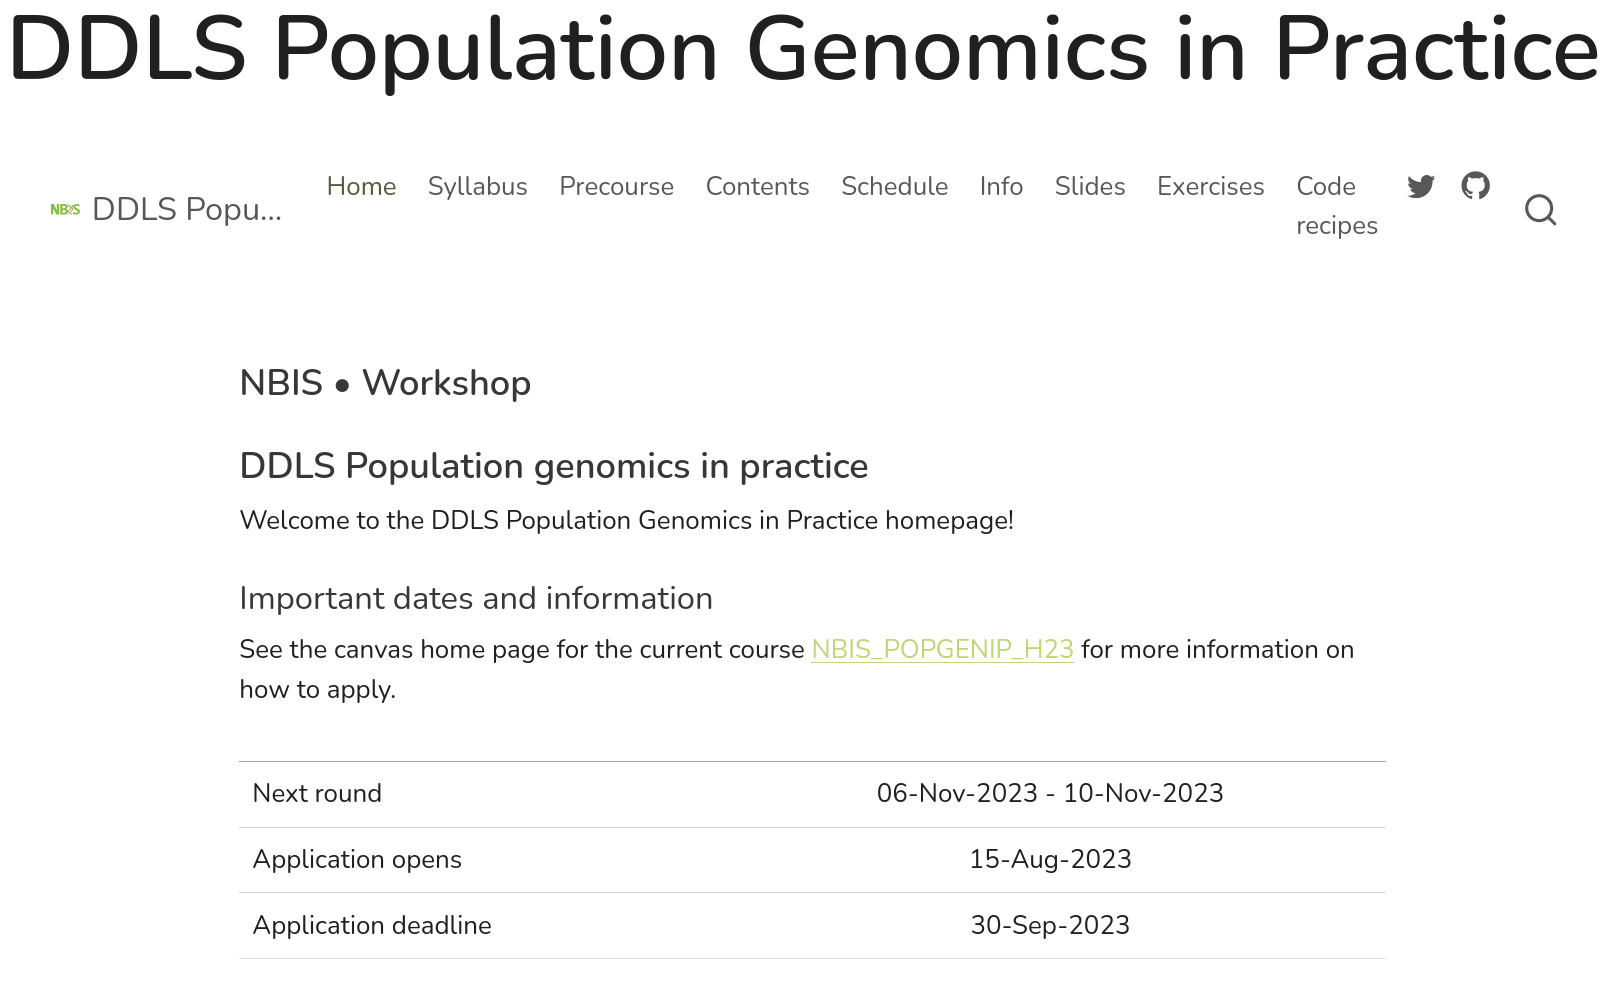 DDLS Population Genomics in Practice
NBIS DDLS Popu...
Home Syllabus Precourse Contents Schedule Info Slides Exercises Code recipes
NBIS • Workshop
DDLS Population genomics in practice
Welcome to the DDLS Population Genomics in Practice homepage!
Important dates and information
See the canvas home page for the current course NBIS_POPGENIP_H23 for more information on
how to apply.
Next round 06-Nov-2023 - 10-Nov-2023
Application opens 15-Aug-2023
Application deadline 30-Sep-2023